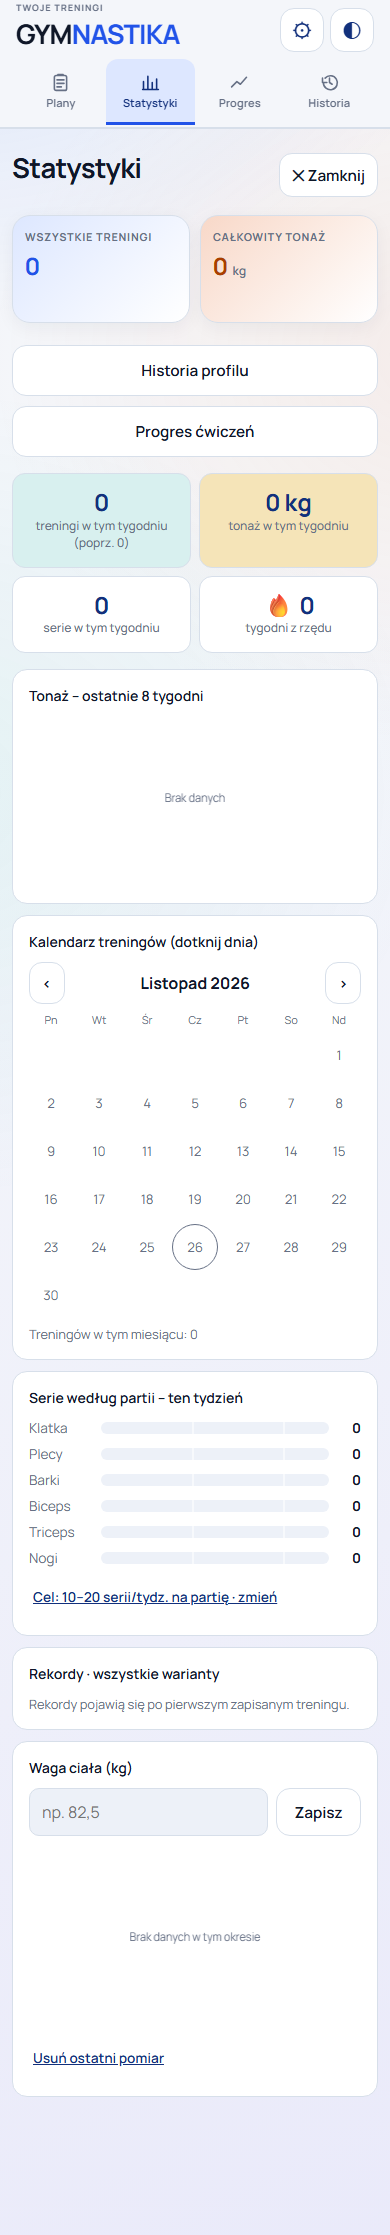 TWOJE TRENINGI
GYMNASTIKA
Plany
Statystyki
Progres
Historia
Statystyki
Zamknij
WSZYSTKIE TRENINGI
0
CAŁKOWITY TONAŻ
0 kg
Historia profilu
Progres ćwiczeń
0
treningi w tym tygodniu
(poprz. 0)
0 kg
tonaż w tym tygodniu
0
serie w tym tygodniu
🔥 0
tygodni z rzędu
Tonaż – ostatnie 8 tygodni
Brak danych
Kalendarz treningów (dotknij dnia)
‹ Listopad 2026 ›
Pn Wt Śr Cz Pt So Nd
1
2 3 4 5 6 7 8
9 10 11 12 13 14 15
16 17 18 19 20 21 22
23 24 25 26 27 28 29
30
Treningów w tym miesiącu: 0
Serie według partii – ten tydzień
Klatka 0
Plecy 0
Barki 0
Biceps 0
Triceps 0
Nogi 0
Cel: 10–20 serii/tydz. na partię · zmień
Rekordy · wszystkie warianty
Rekordy pojawią się po pierwszym zapisanym treningu.
Waga ciała (kg)
np. 82,5
Zapisz
Brak danych w tym okresie
Usuń ostatni pomiar